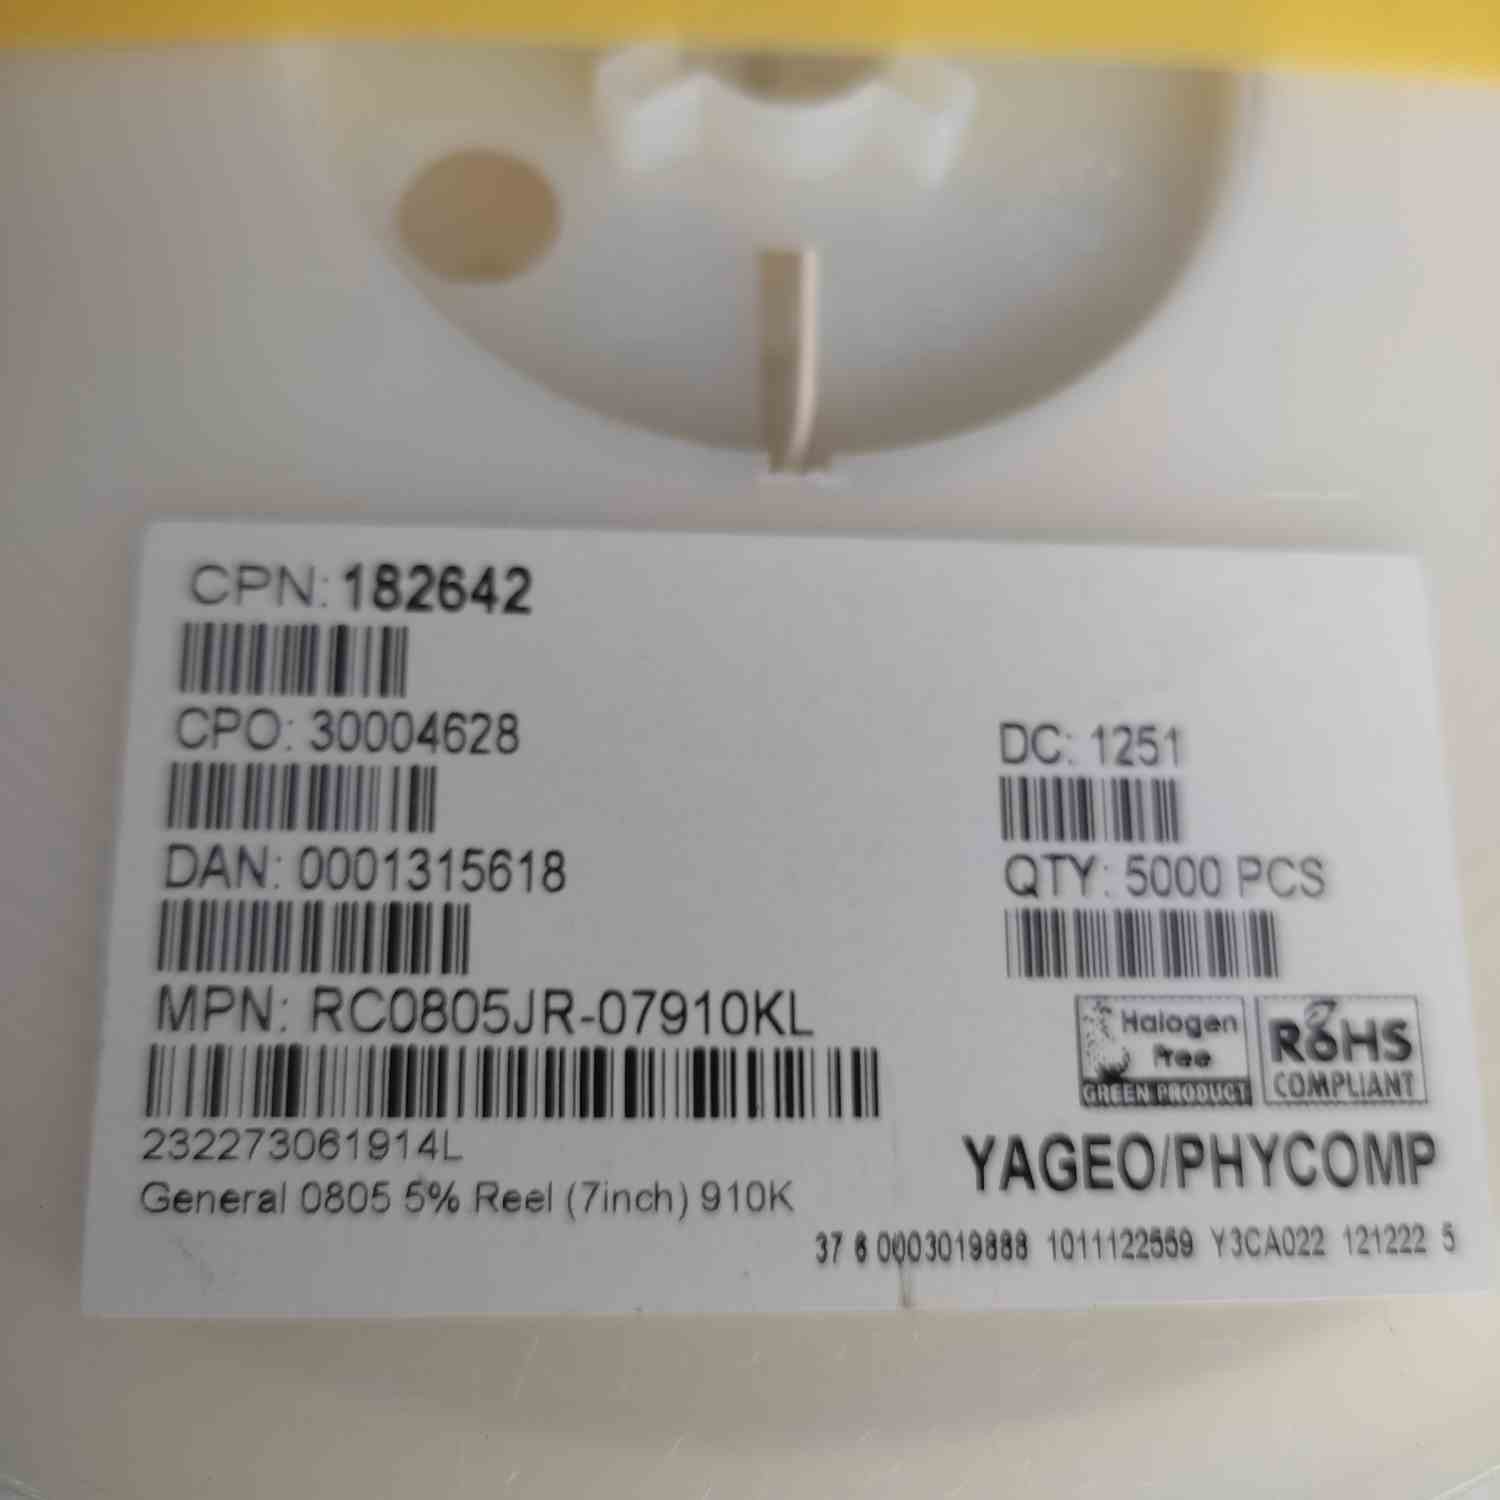 CPN: 182642
CPO: 30004628
DC: 1251
DAN: 0001315618
QTY: 5000 PCS
MPN: RC0805JR-07910KL
Halogen
Free
GREEN PRODUCT
RoHS
COMPLIANT
232273061914L
YAGEO/PHYCOMP
General 0805 5% Reel (7inch) 910K
37 6 0003019888 1011122559 Y3CA022 121222 5